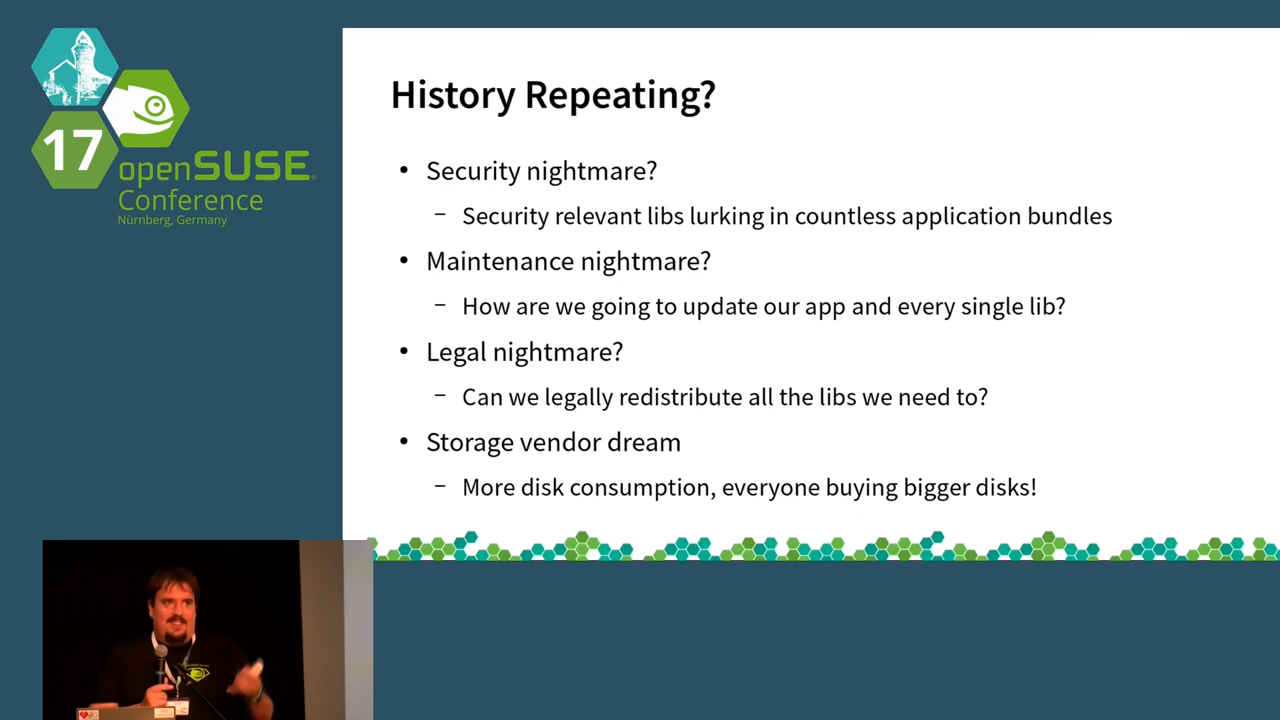 17
openSUSE
Conference
Nürnberg, Germany
History Repeating?
• Security nightmare?
– Security relevant libs lurking in countless application bundles
• Maintenance nightmare?
– How are we going to update our app and every single lib?
• Legal nightmare?
– Can we legally redistribute all the libs we need to?
• Storage vendor dream
– More disk consumption, everyone buying bigger disks!